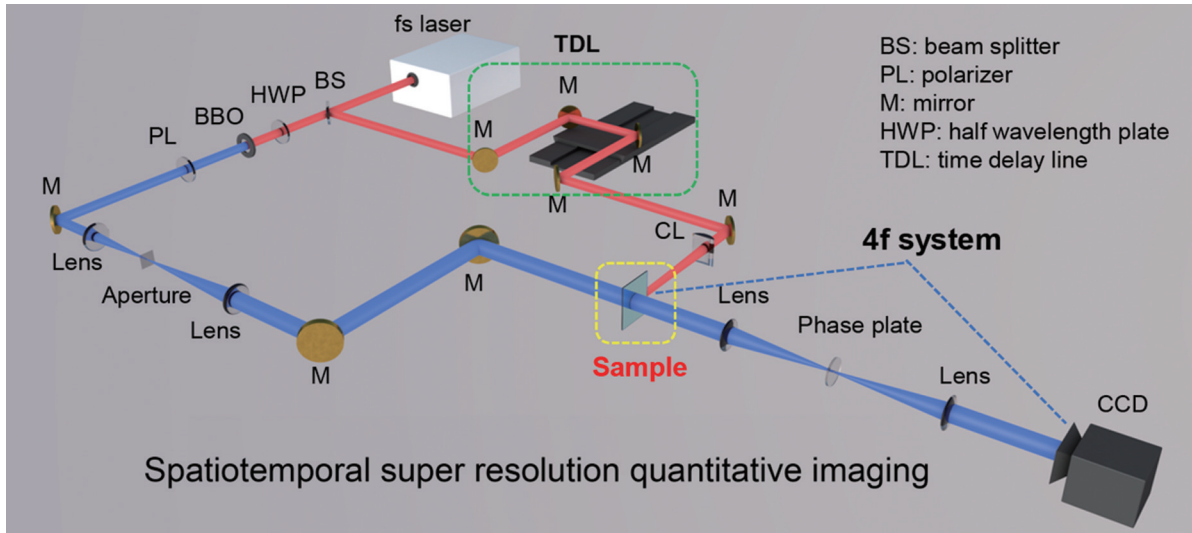 fs laser
TDL
BS: beam splitter
PL: polarizer
M: mirror
HWP: half wavelength plate
TDL: time delay line
BS
HWP
BBO
PL
M
M
M
M
M
CL
4f system
Lens
Aperture
Lens
M
M
Lens
Phase plate
Sample
Lens
CCD
Spatiotemporal super resolution quantitative imaging